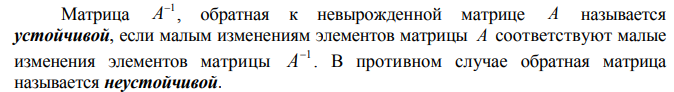 Матрица A⁻¹, обратная к невырожденной матрице A называется
устойчивой, если малым изменениям элементов матрицы A соответствуют малые
изменения элементов матрицы A⁻¹. В противном случае обратная матрица
называется неустойчивой.